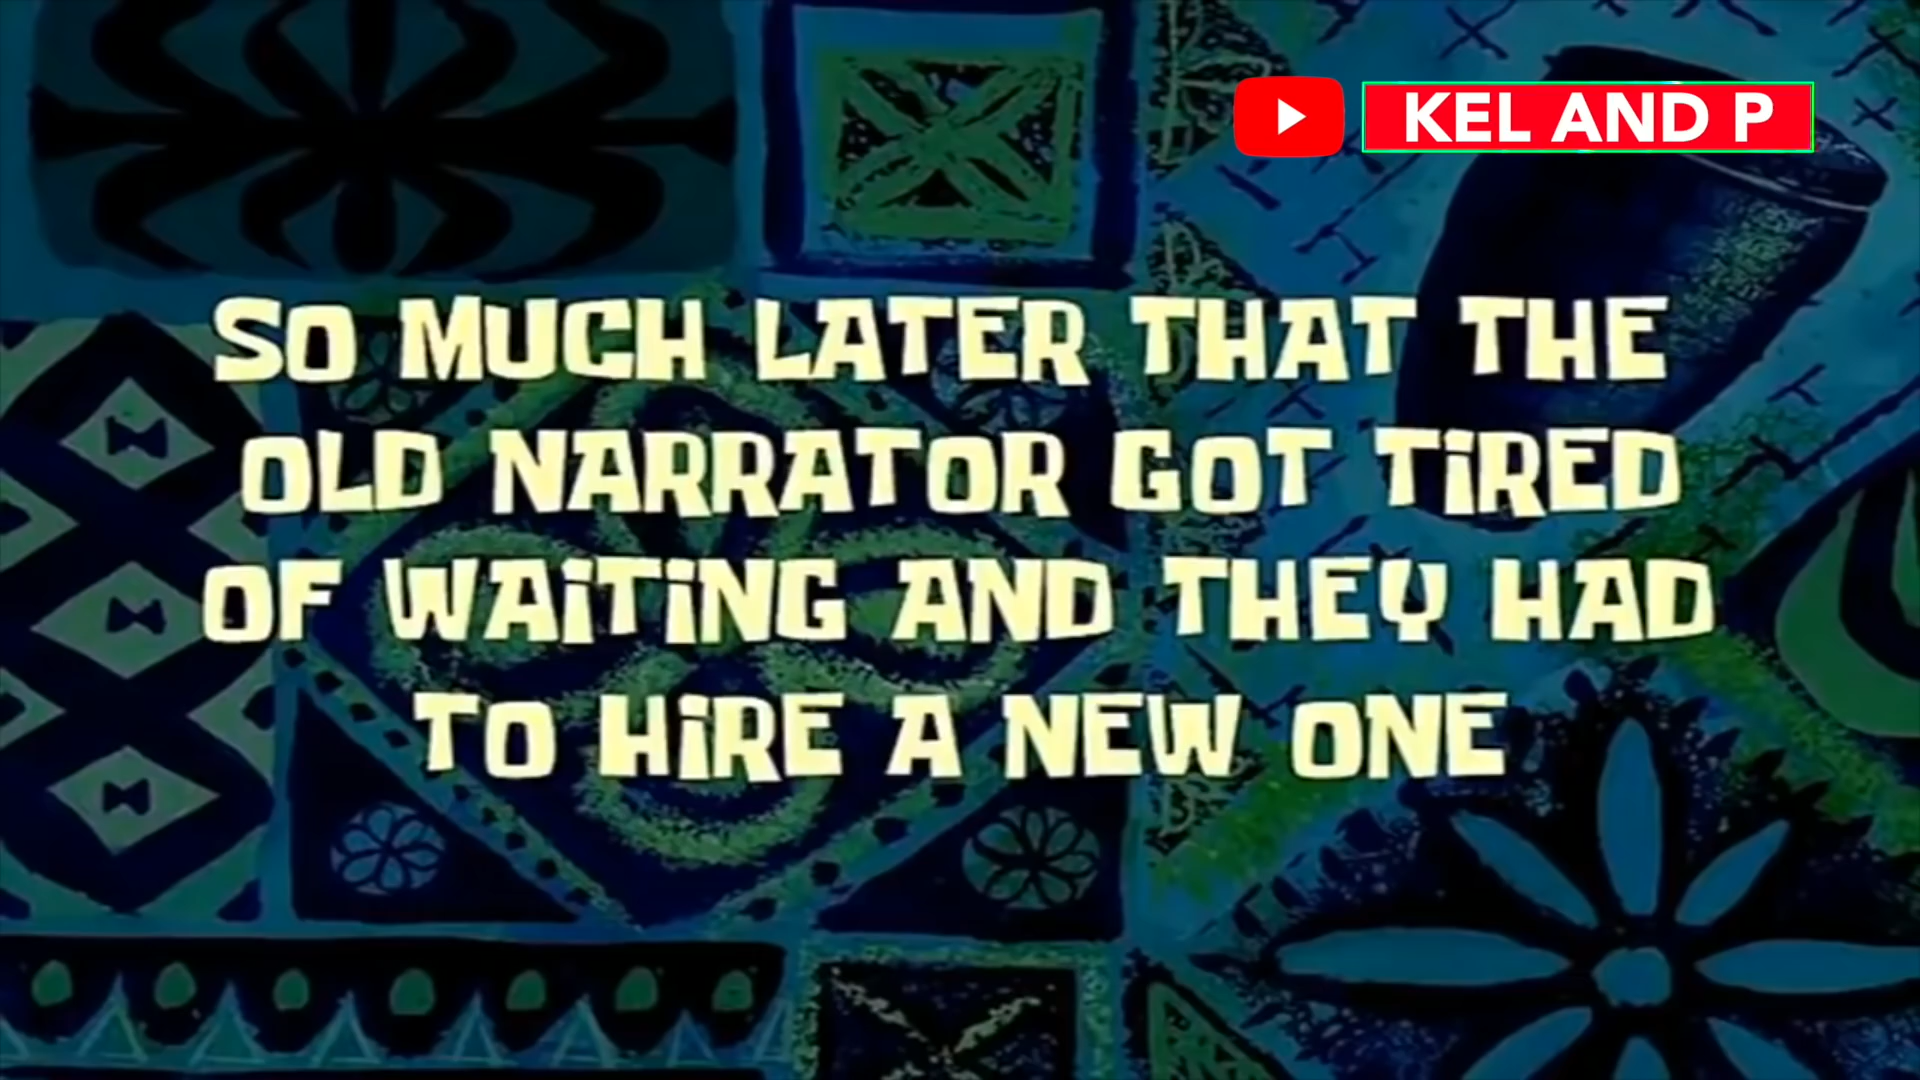 KEL AND P
SO MUCH LATER THAT THE
OLD NARRATOR GOT TiRED
OF WAiTiNG AND THEY HAD
TO HiRE A NEW ONE